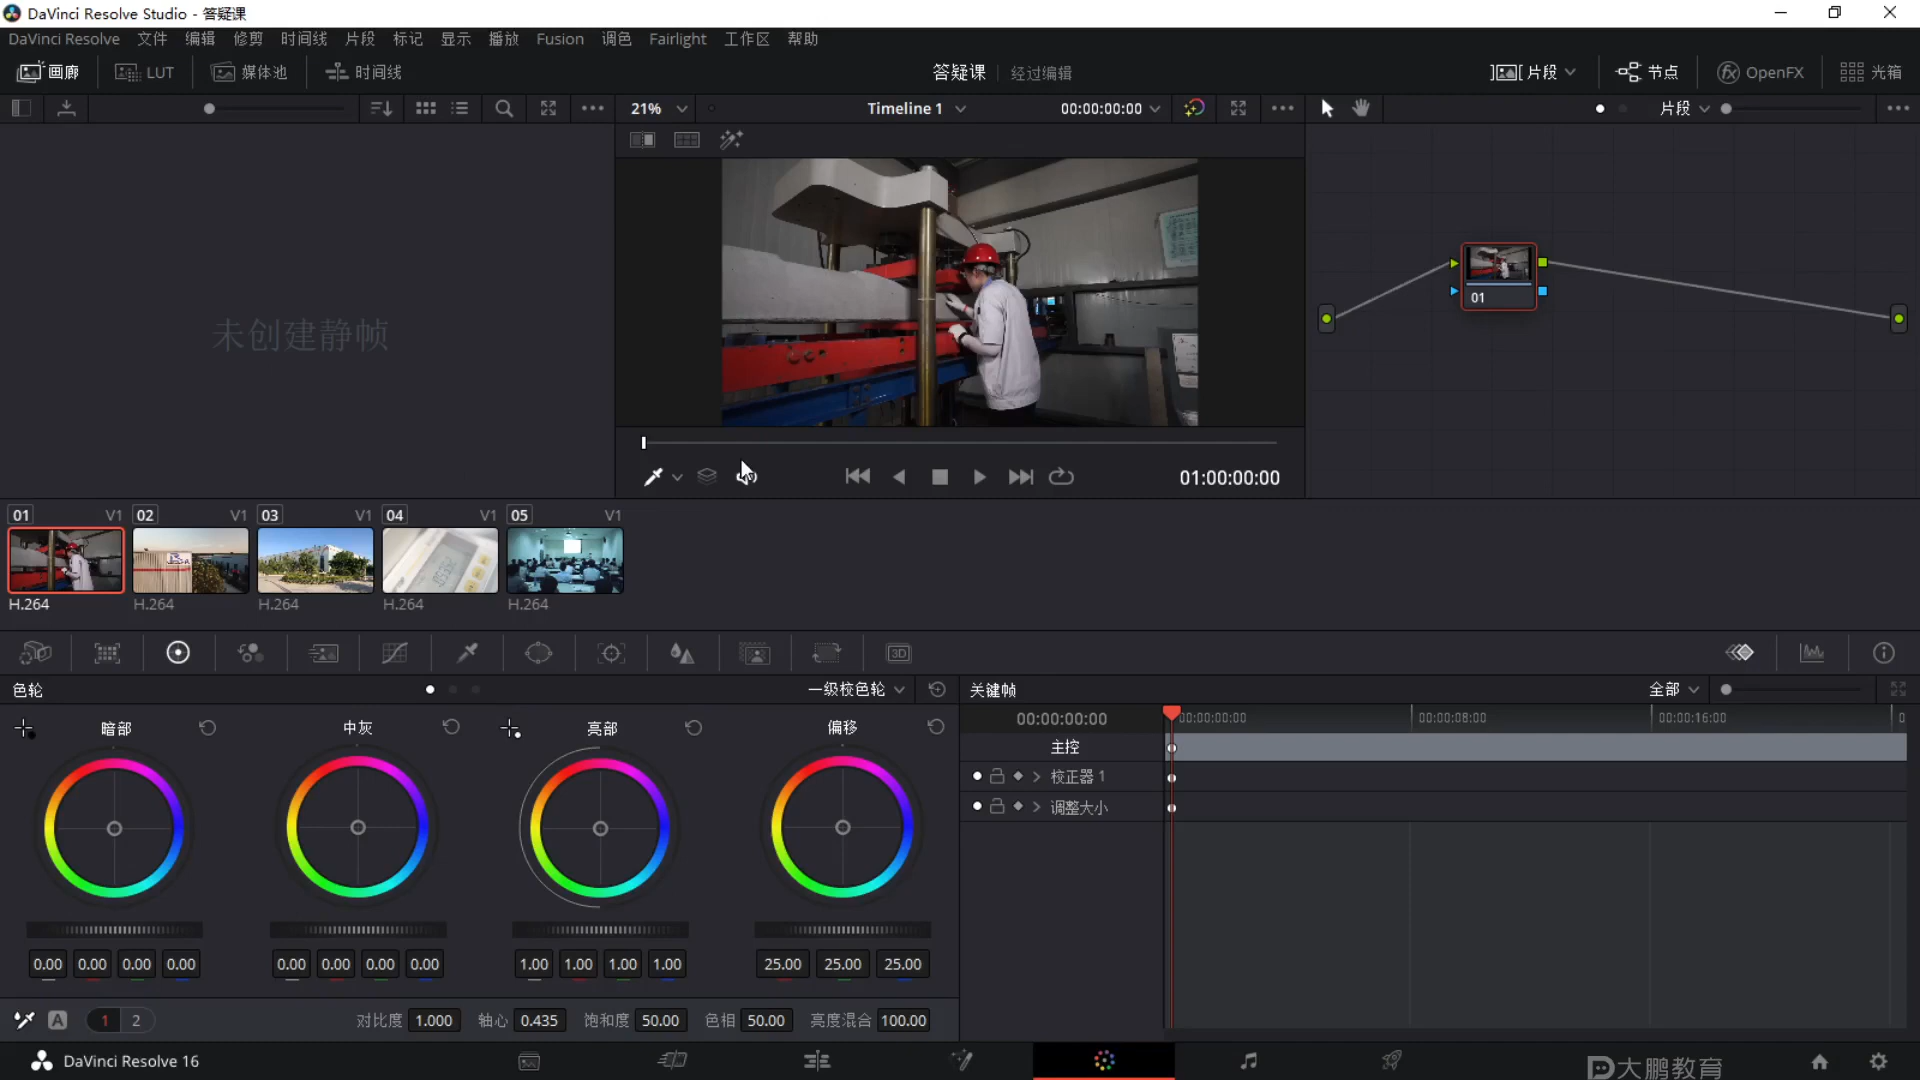 DaVinci Resolve Studio - 答疑课
DaVinci Resolve 文件 编辑 修剪 时间线 片段 标记 显示 播放 Fusion 调色 Fairlight 工作区 帮助
画廊 LUT 媒体池 时间线 答疑课 经过编辑 片段 节点 OpenFX 光箱
21% Timeline 1 00:00:00:00 片段
未创建静帧
01
01:00:00:00
01 V1 02 V1 03 V1 04 V1 05 V1
H.264 H.264 H.264 H.264 H.264
3D
色轮 一级校色轮 关键帧 全部
暗部 中灰 亮部 偏移
00:00:00:00 00:00:00:00 00:00:08:00 00:00:16:00 0
主控
校正器 1
调整大小
0.00 0.00 0.00 0.00 0.00 0.00 0.00 0.00 1.00 1.00 1.00 1.00 25.00 25.00 25.00
A 1 2 对比度 1.000 轴心 0.435 饱和度 50.00 色相 50.00 亮度混合 100.00
DaVinci Resolve 16
大鹏教育